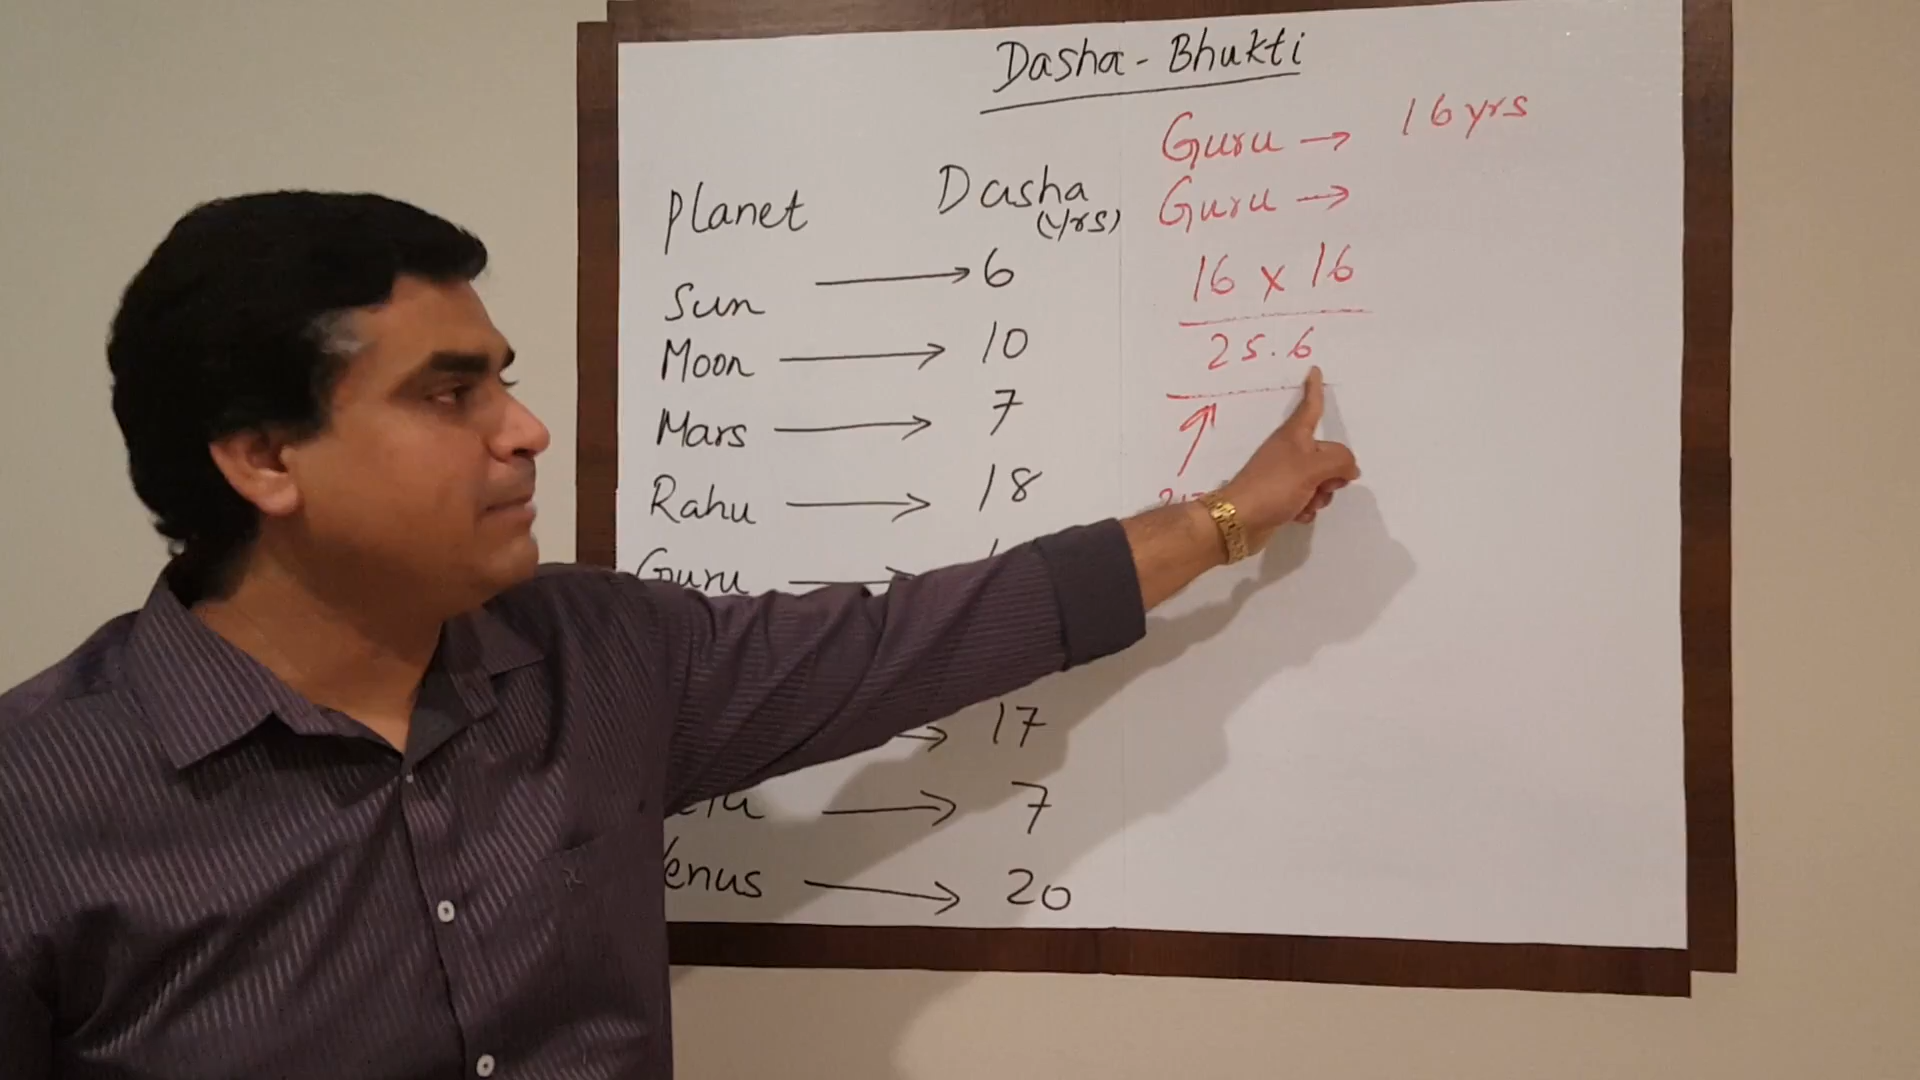 Dasha - Bhukti
Planet Dasha
(yrs)
Sun → 6
Moon → 10
Mars → 7
Rahu → 18
Guru →
→ 17
→ 7
Venus → 20
Guru → 16 yrs
Guru →
16 x 16
25.6